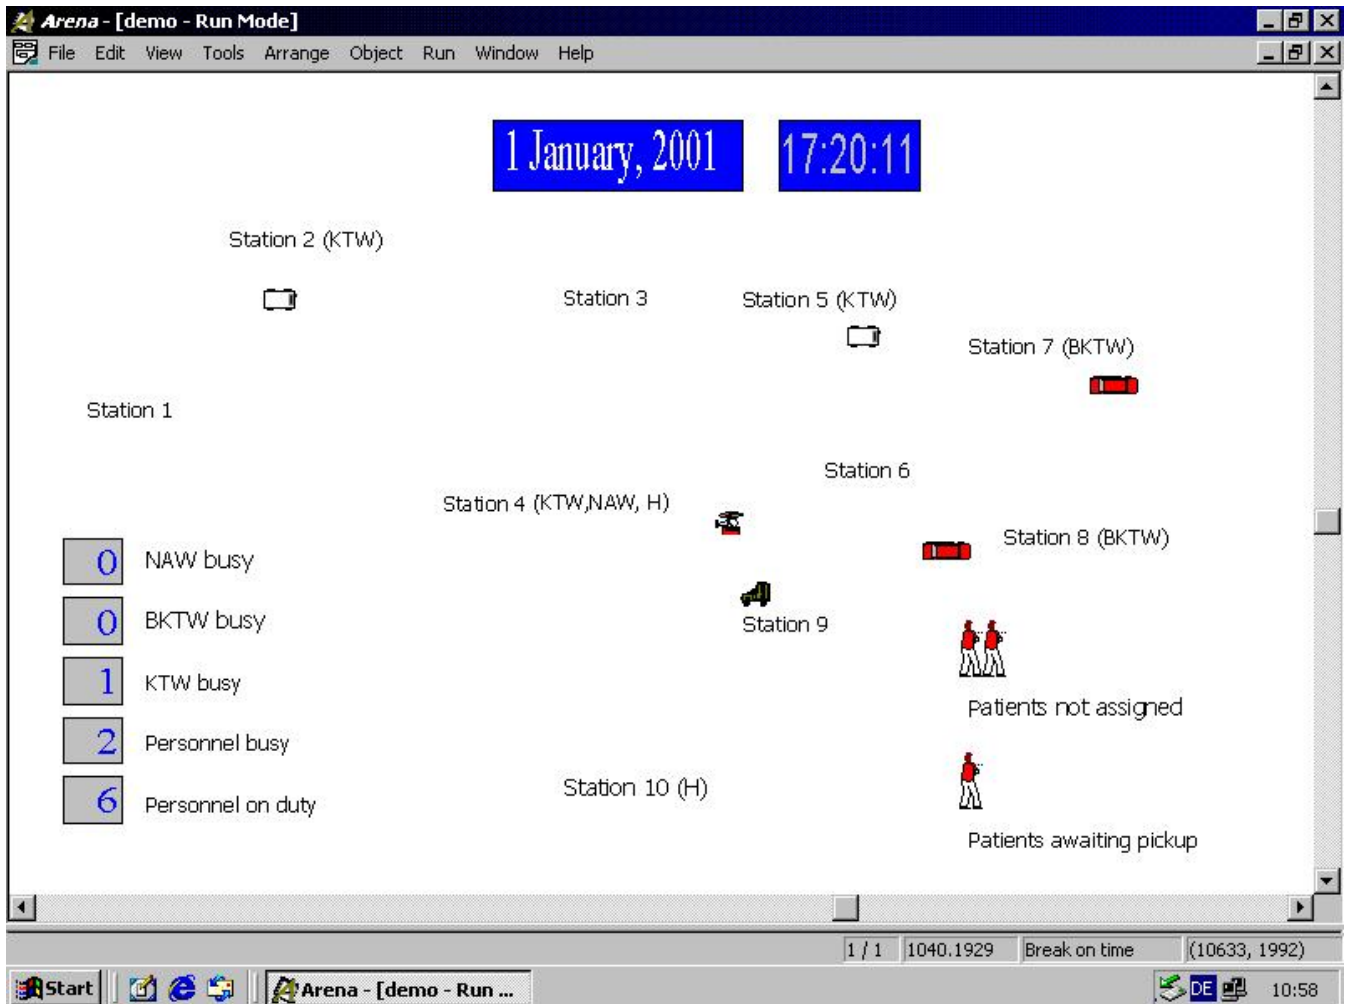 Arena - [demo - Run Mode]
File Edit View Tools Arrange Object Run Window Help
1 January, 2001 17:20:11
Station 2 (KTW)
Station 3
Station 5 (KTW)
Station 7 (BKTW)
Station 1
Station 6
Station 4 (KTW,NAW, H)
Station 8 (BKTW)
0 NAW busy
0 BKTW busy
Station 9
1 KTW busy
Patients not assigned
2 Personnel busy
Station 10 (H)
6 Personnel on duty
Patients awaiting pickup
1 / 1 1040.1929 Break on time (10633, 1992)
Start Arena - [demo - Run ... DE 10:58